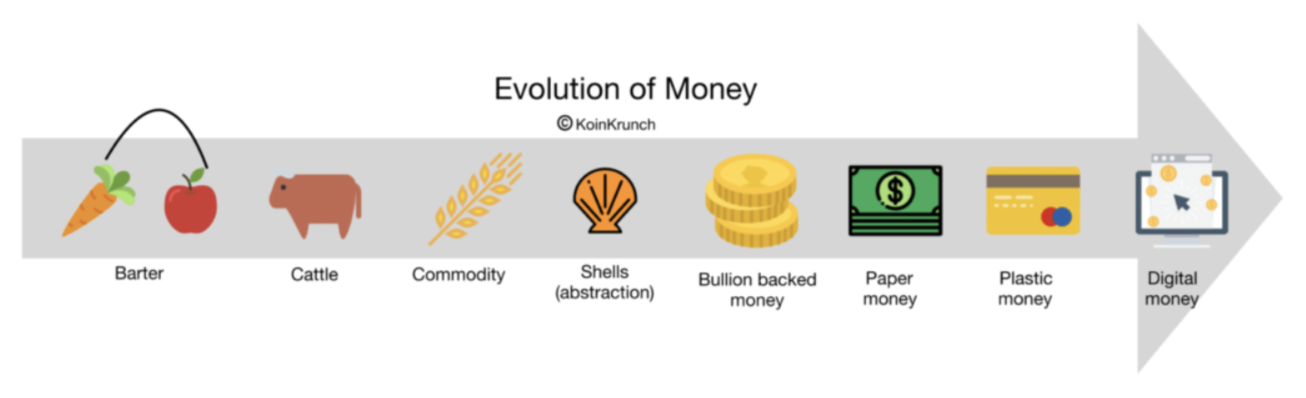 Evolution of Money
© KoinKrunch
Barter
Cattle
Commodity
Shells
(abstraction)
Bullion backed
money
Paper
money
Plastic
money
Digital
money